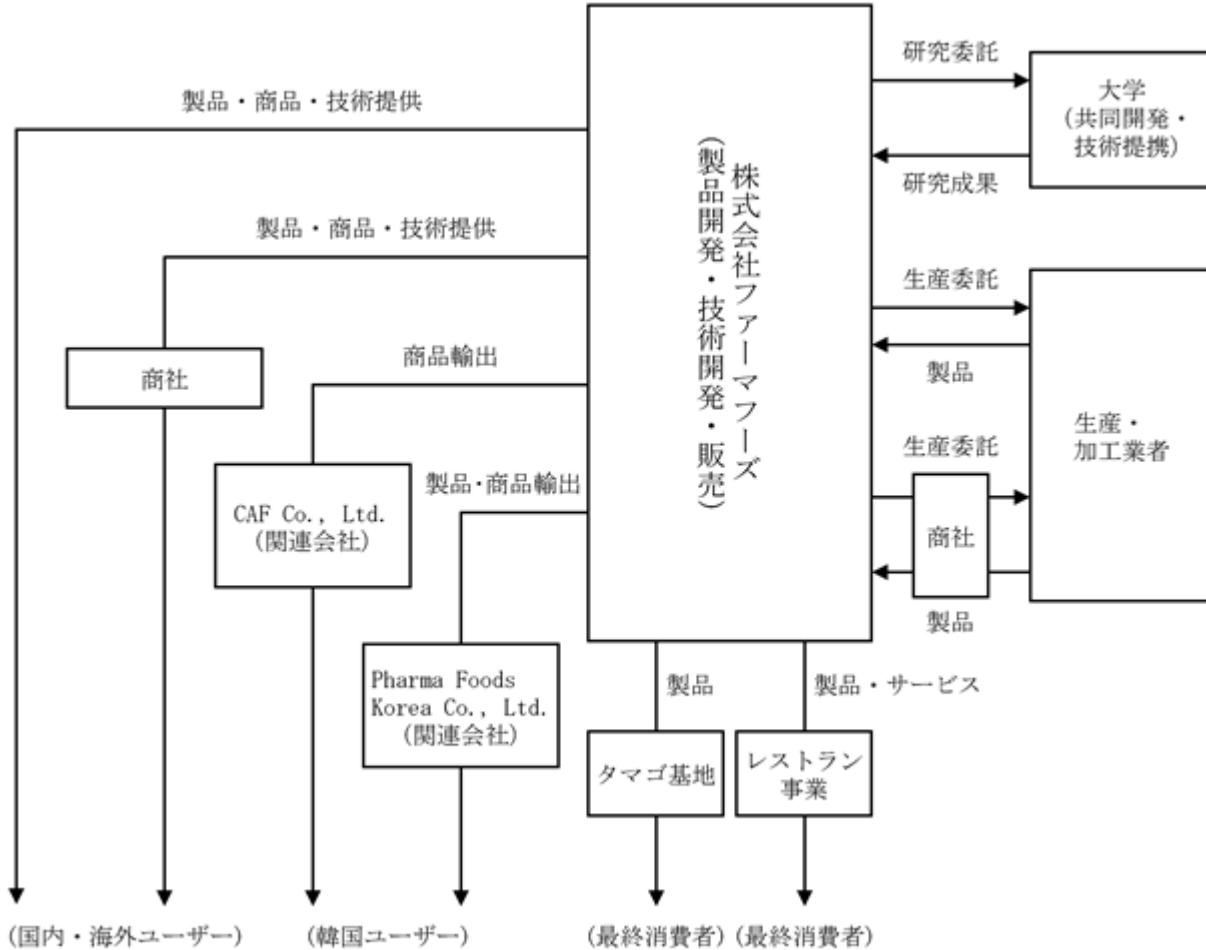 研究委託
大学
(共同開発・
技術提携)
研究成果
製品・商品・技術提供
製品・商品・技術提供
株式会社ファーマフーズ
(製品開発・技術開発・販売)
生産委託
製品
生産・
加工業者
商社
商品輸出
生産委託
商社
製品
製品・商品輸出
CAF Co., Ltd.
(関連会社)
Pharma Foods
Korea Co., Ltd.
(関連会社)
製品
製品・サービス
タマゴ基地
レストラン
事業
(国内・海外ユーザー)
(韓国ユーザー)
(最終消費者)
(最終消費者)